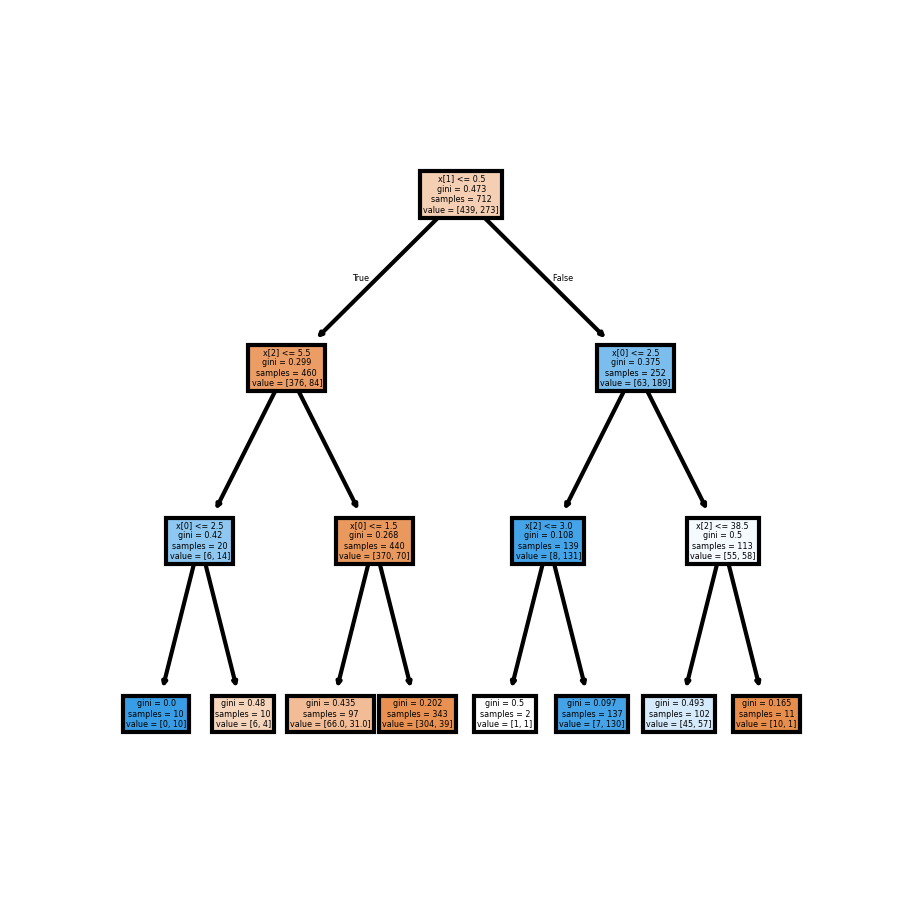 x[1] <= 0.5
gini = 0.473
samples = 712
value = [439, 273]
True
False
x[2] <= 5.5
gini = 0.299
samples = 460
value = [376, 84]
x[0] <= 2.5
gini = 0.375
samples = 252
value = [63, 189]
x[0] <= 2.5
gini = 0.42
samples = 20
value = [6, 14]
x[0] <= 1.5
gini = 0.268
samples = 440
value = [370, 70]
x[2] <= 3.0
gini = 0.108
samples = 139
value = [8, 131]
x[2] <= 38.5
gini = 0.5
samples = 113
value = [55, 58]
gini = 0.0
samples = 10
value = [0, 10]
gini = 0.48
samples = 10
value = [6, 4]
gini = 0.435
samples = 97
value = [66.0, 31.0]
gini = 0.202
samples = 343
value = [304, 39]
gini = 0.5
samples = 2
value = [1, 1]
gini = 0.097
samples = 137
value = [7, 130]
gini = 0.493
samples = 102
value = [45, 57]
gini = 0.165
samples = 11
value = [10, 1]